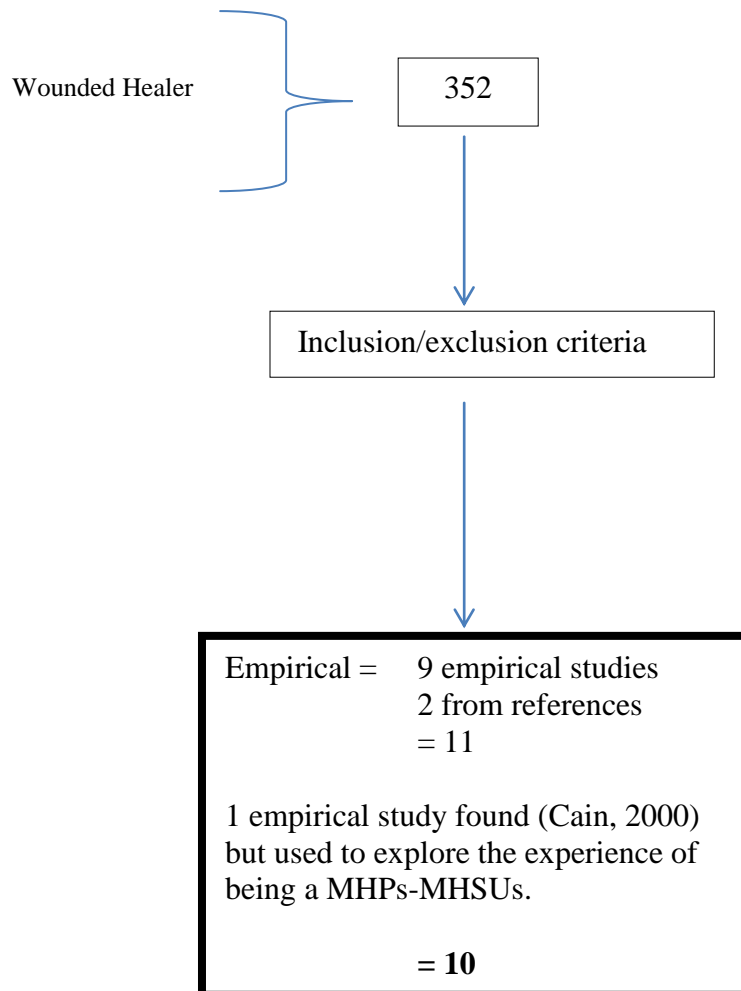 Wounded Healer
352
Inclusion/exclusion criteria
Empirical = 9 empirical studies
2 from references
= 11
1 empirical study found (Cain, 2000)
but used to explore the experience of
being a MHPs-MHSUs.
= 10